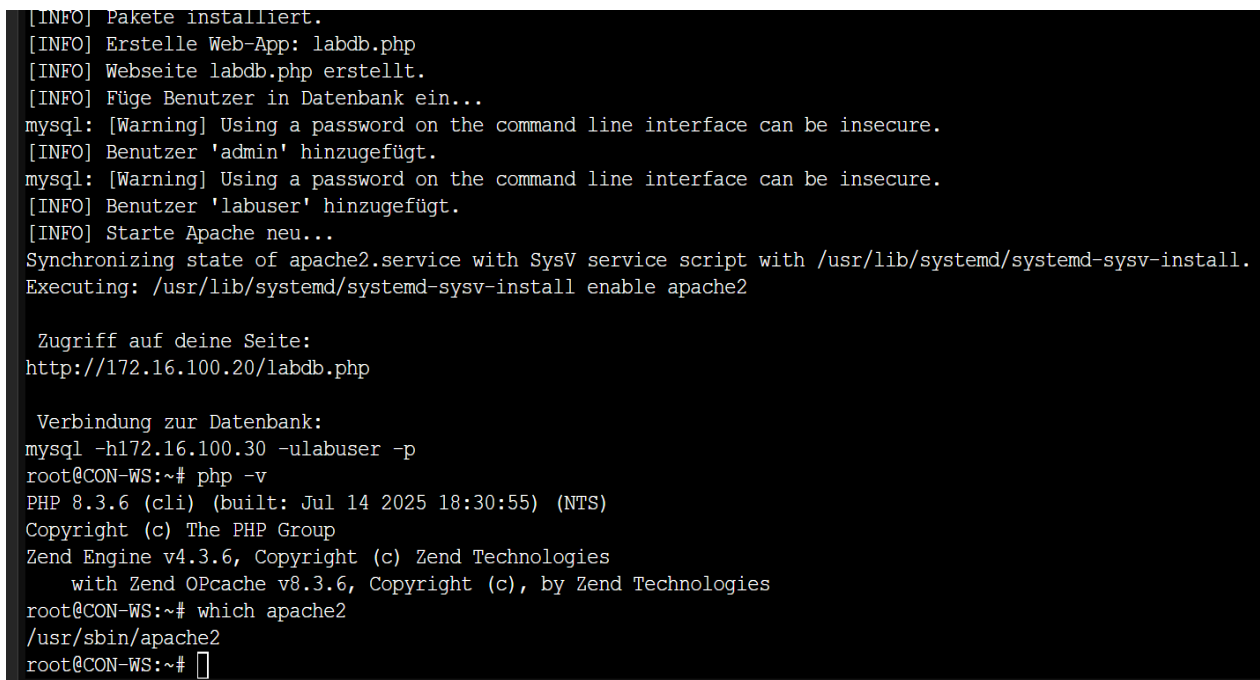 [INFO] Pakete installiert.
[INFO] Erstelle Web-App: labdb.php
[INFO] Webseite labdb.php erstellt.
[INFO] Füge Benutzer in Datenbank ein...
mysql: [Warning] Using a password on the command line interface can be insecure.
[INFO] Benutzer 'admin' hinzugefügt.
mysql: [Warning] Using a password on the command line interface can be insecure.
[INFO] Benutzer 'labuser' hinzugefügt.
[INFO] Starte Apache neu...
Synchronizing state of apache2.service with SysV service script with /usr/lib/systemd/systemd-sysv-install.
Executing: /usr/lib/systemd/systemd-sysv-install enable apache2
Zugriff auf deine Seite:
http://172.16.100.20/labdb.php
Verbindung zur Datenbank:
mysql -h172.16.100.30 -ulabuser -p
root@CON-WS:~# php -v
PHP 8.3.6 (cli) (built: Jul 14 2025 18:30:55) (NTS)
Copyright (c) The PHP Group
Zend Engine v4.3.6, Copyright (c) Zend Technologies
    with Zend OPcache v8.3.6, Copyright (c), by Zend Technologies
root@CON-WS:~# which apache2
/usr/sbin/apache2
root@CON-WS:~#